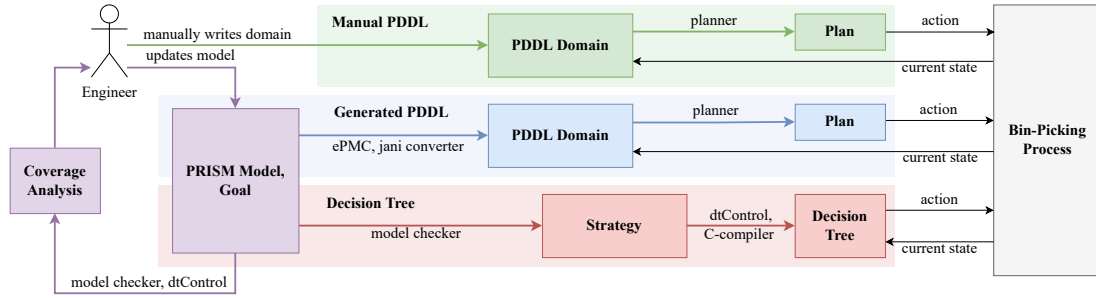 Manual PDDL
manually writes domain
updates model
Engineer
PDDL Domain
planner
Plan
action
current state
Generated PDDL
ePMC, jani converter
PDDL Domain
planner
Plan
action
current state
Bin-Picking
Process
Coverage
Analysis
PRISM Model,
Goal
Decision Tree
model checker
Strategy
dtControl,
C-compiler
Decision
Tree
action
current state
model checker, dtControl